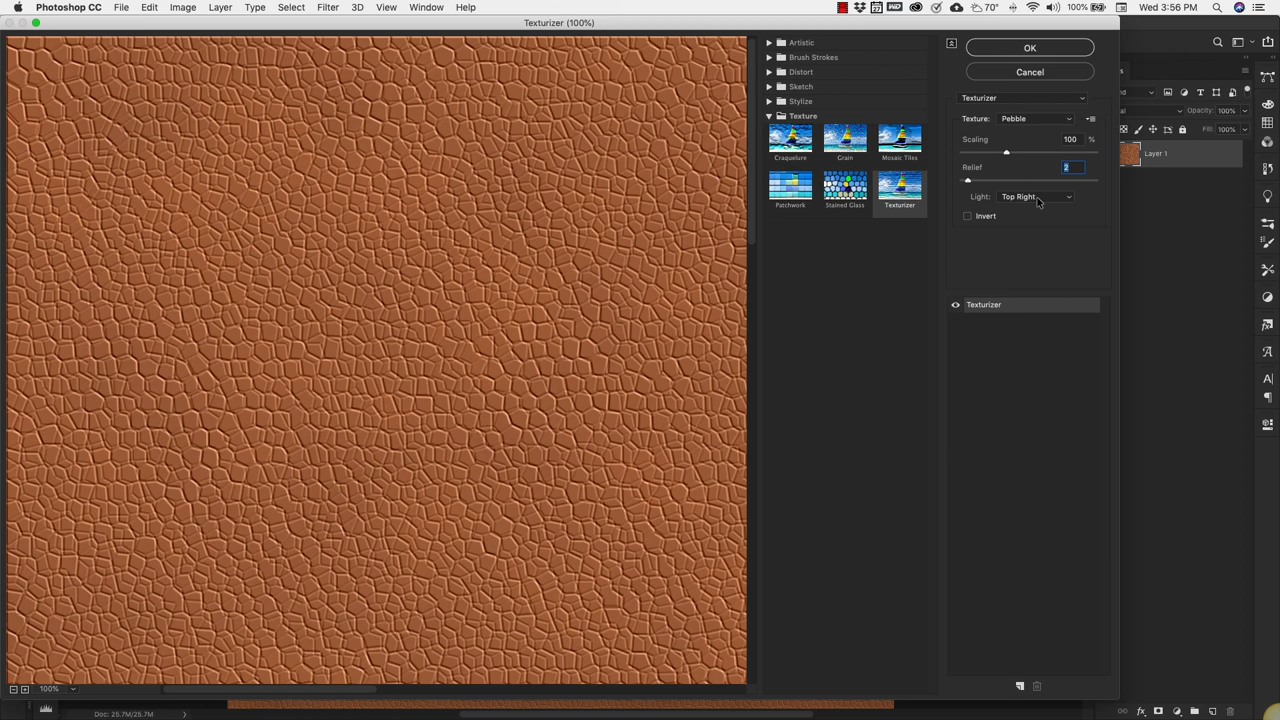 Photoshop CC File Edit Image Layer Type Select Filter 3D View Window Help 70° 100% Wed 3:56 PM
Texturizer (100%)
Artistic
Brush Strokes
Distort
Sketch
Stylize
Texture
Craquelure Grain Mosaic Tiles
Patchwork Stained Glass Texturizer
OK
Cancel
Texturizer
Texture: Pebble
Scaling 100 %
Relief 2
Light: Top Right
Invert
Texturizer
Opacity: 100%
Fill: 100%
Layer 1
100%
Doc: 25.7M/25.7M